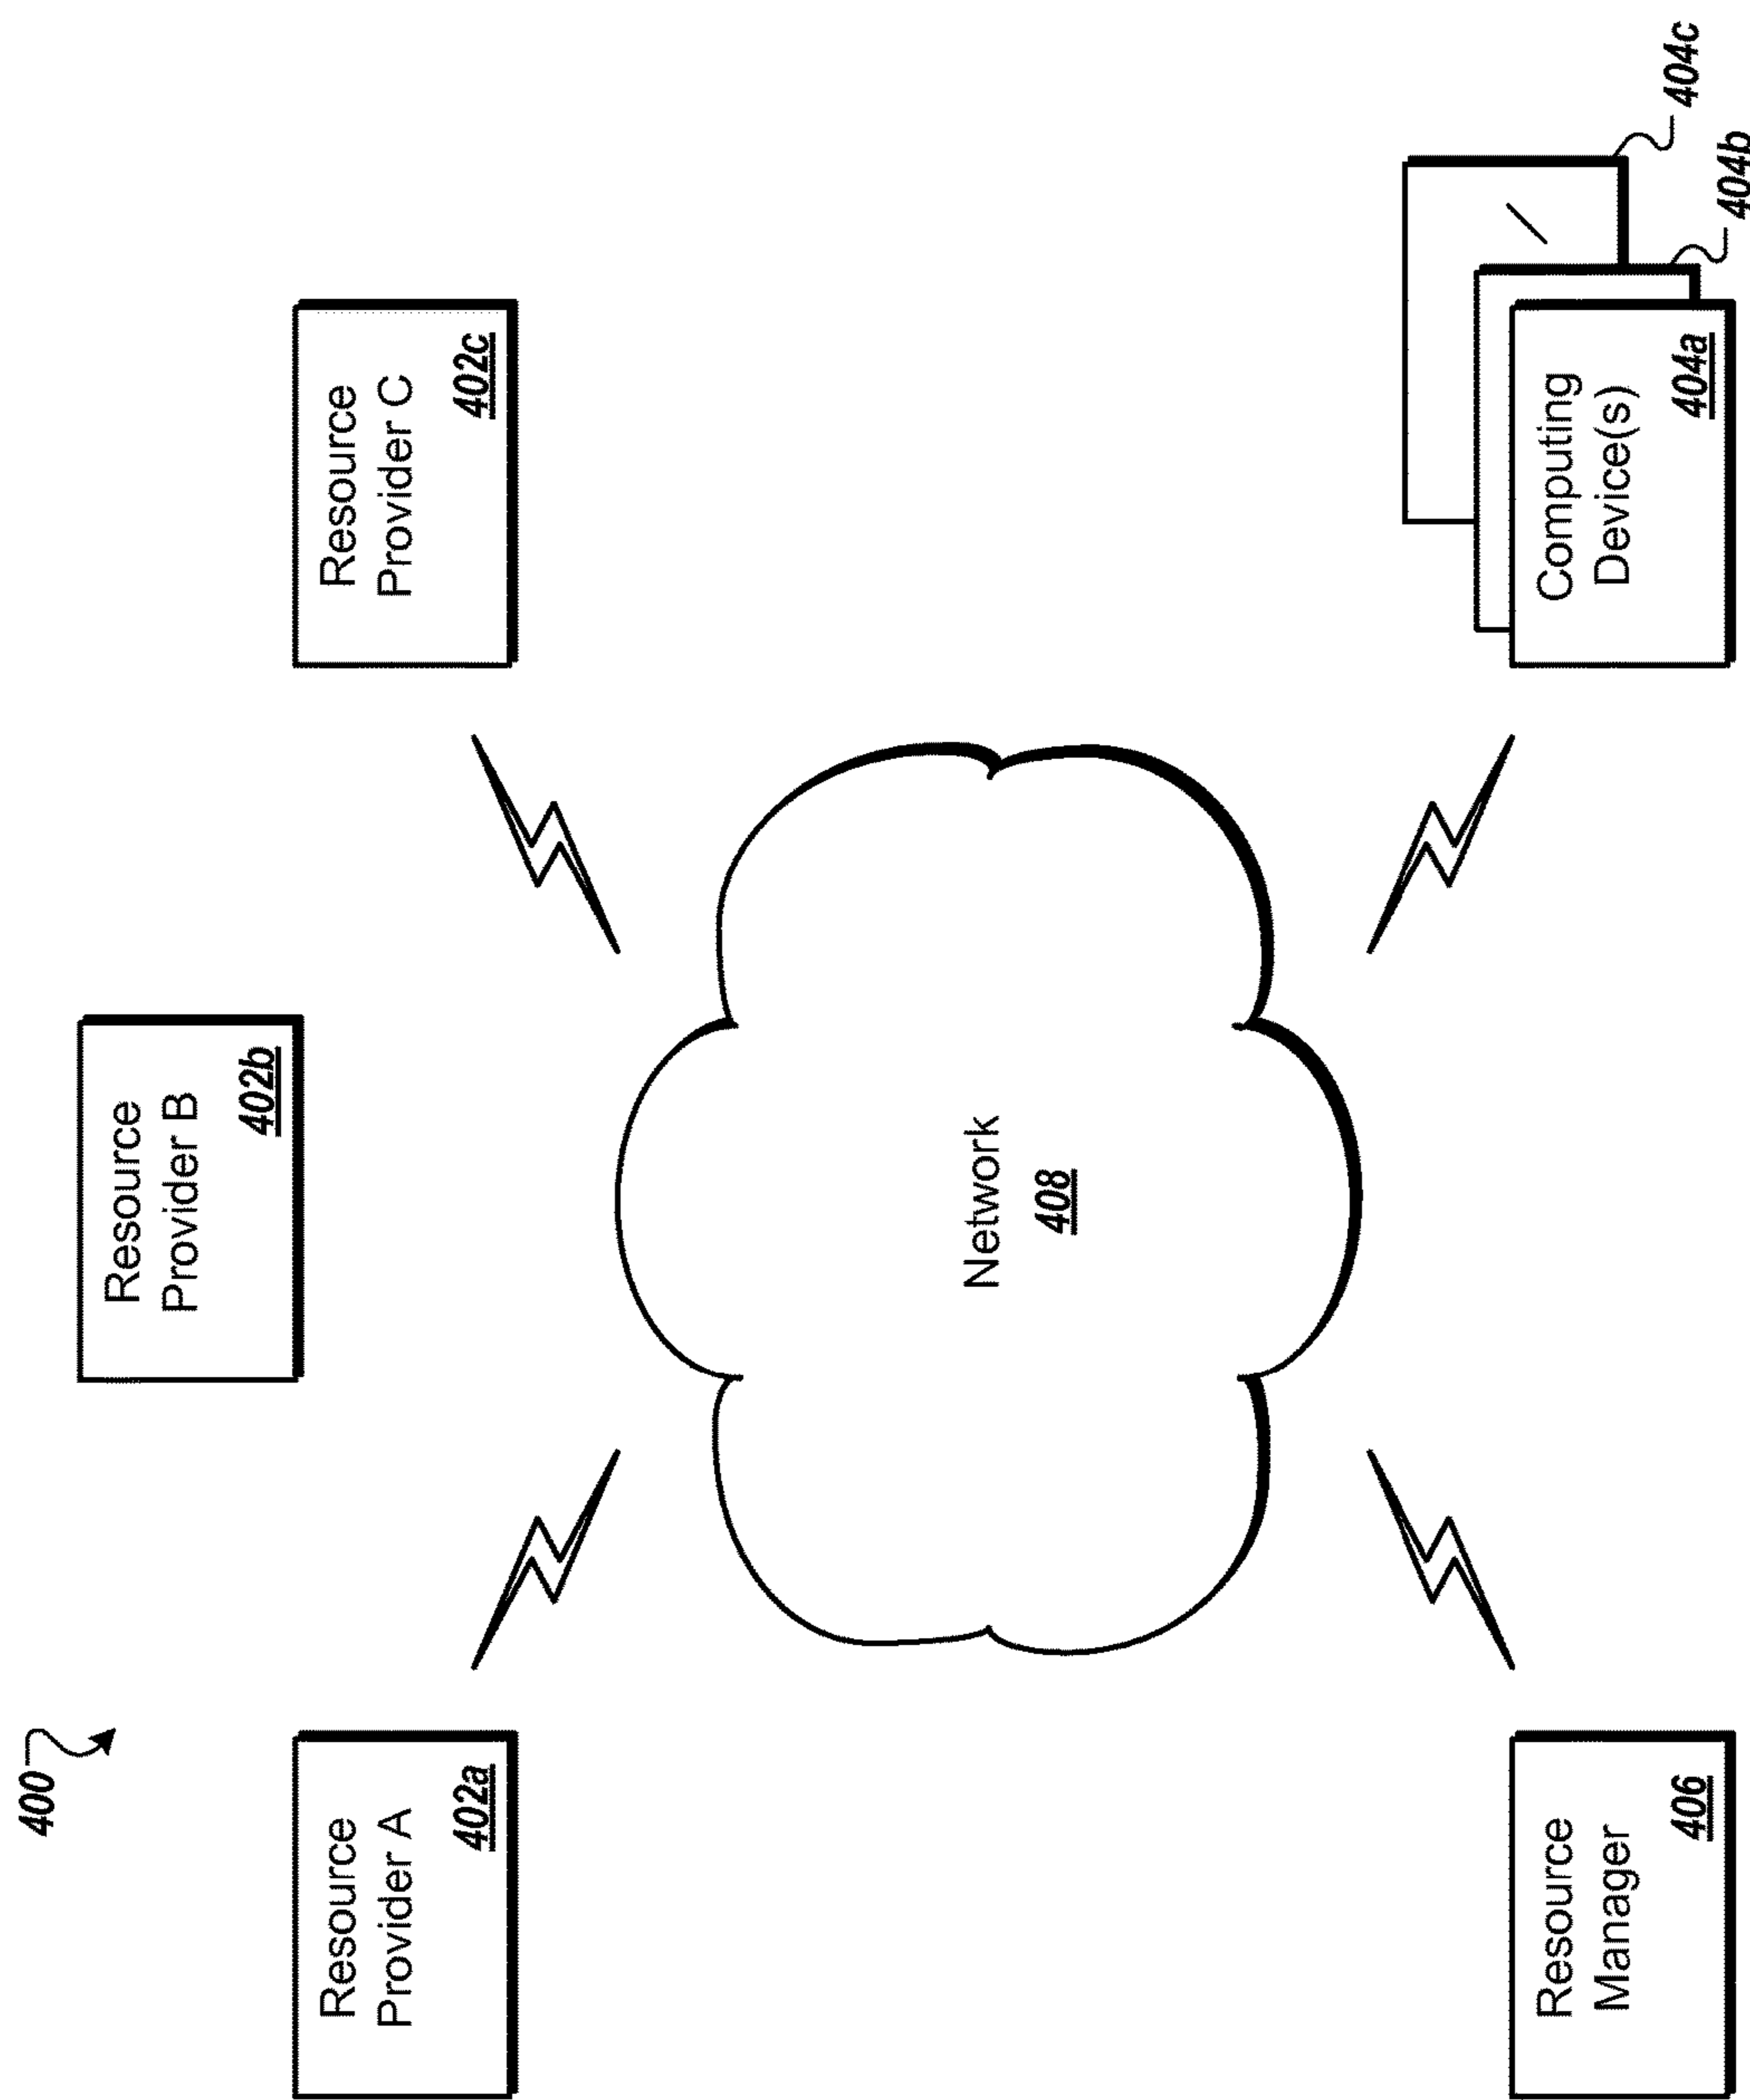 400
Resource
Provider A
402a
Resource
Provider B
402b
Resource
Provider C
402c
Network
408
Resource
Manager
406
Computing
Device(s)
404a
404b
404c